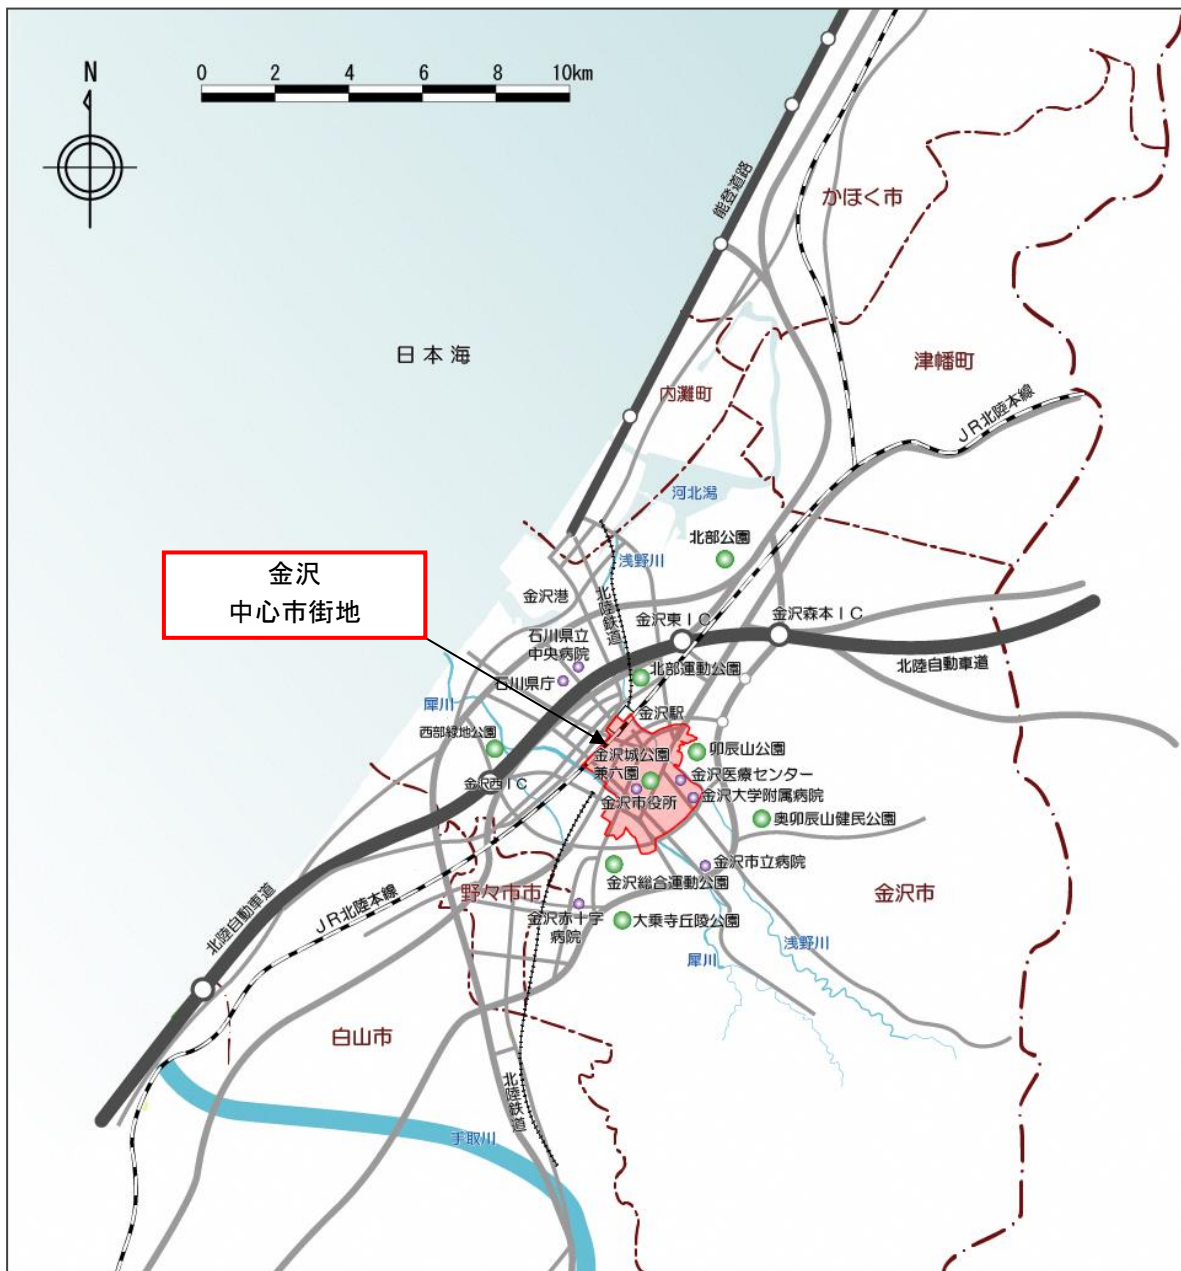 N
0 2 4 6 8 10km
能登道路
かほく市
日本海
津幡町
内灘町
JR北陸本線
河北潟
北部公園
浅野川
金沢
中心市街地
金沢港
北陸鉄道
金沢東IC
金沢森本IC
石川県立
中央病院
北部運動公園
北陸自動車道
石川県庁
犀川
金沢駅
西部緑地公園
金沢城公園
卯辰山公園
兼六園
金沢医療センター
金沢西IC
金沢市役所
金沢大学附属病院
奥卯辰山健民公園
金沢市立病院
金沢総合運動公園
野々市市
金沢市
北陸自動車道
JR北陸本線
金沢赤十字
病院
大乗寺丘陵公園
浅野川
犀川
白山市
北陸鉄道
手取川